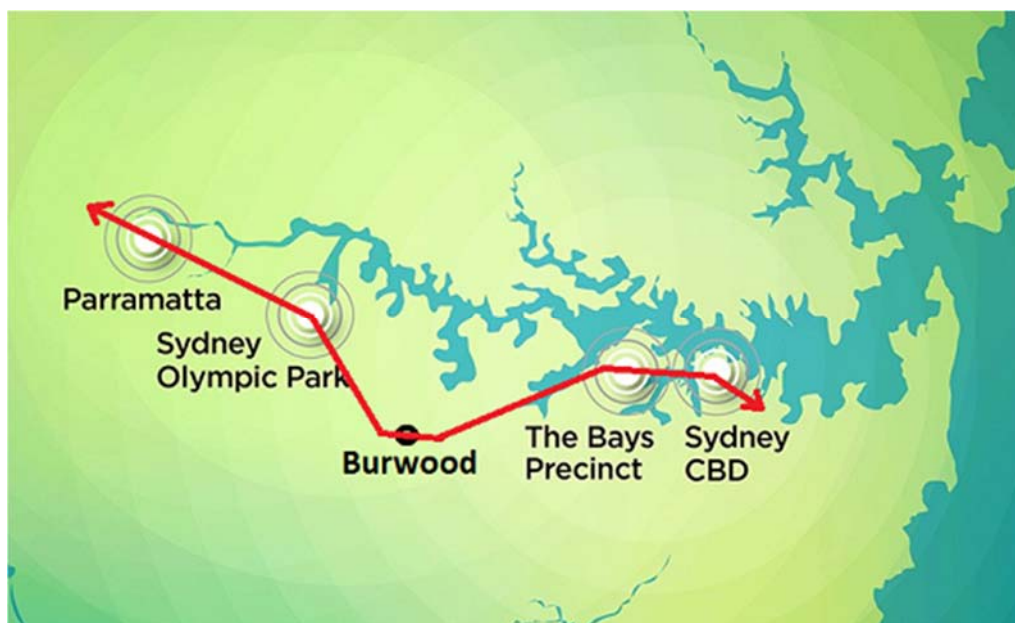 Parramatta
Sydney
Olympic Park
Burwood
The Bays
Precinct
Sydney
CBD